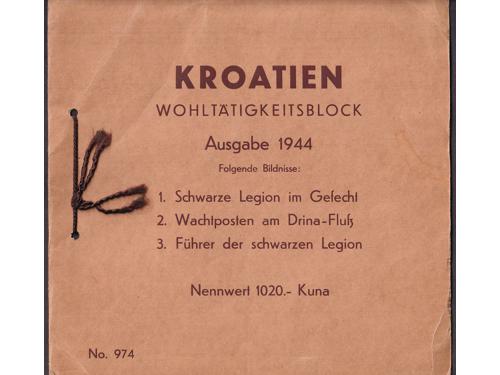 KROATIEN
WOHLTÄTIGKEITSBLOCK
Ausgabe 1944
Folgende Bildnisse:
1. Schwarze Legion im Gefecht
2. Wachtposten am Drina-Fluß
3. Führer der schwarzen Legion
Nennwert 1020.- Kuna
No. 974